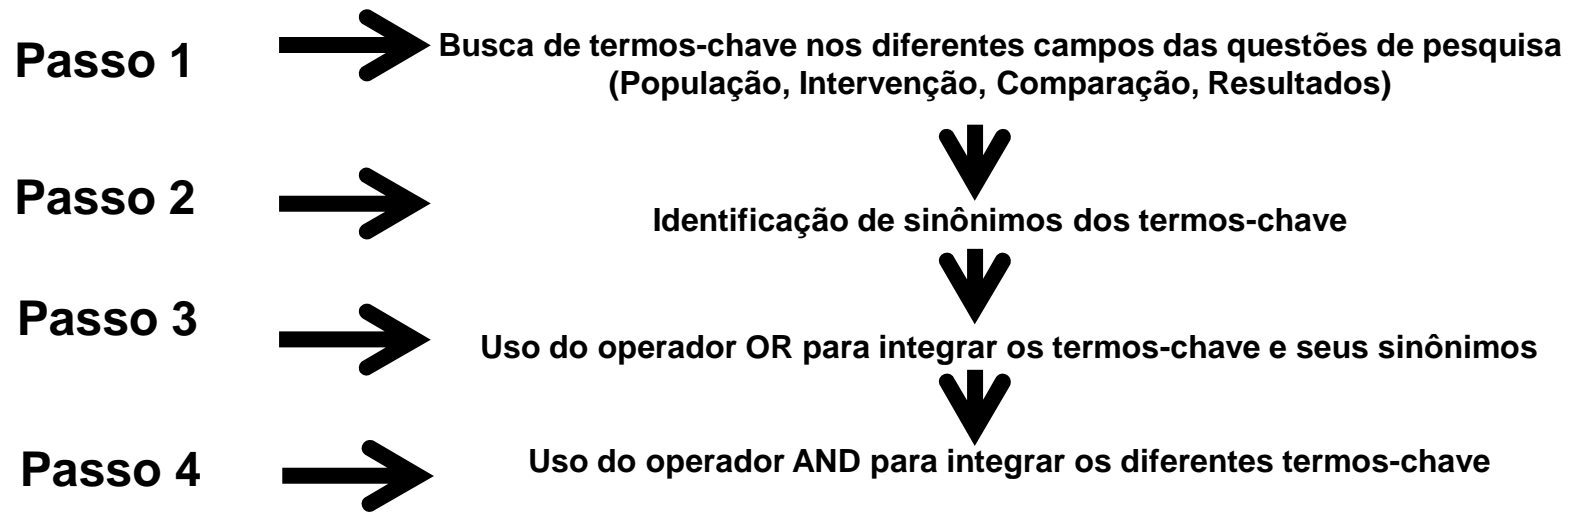 Passo 1
Busca de termos-chave nos diferentes campos das questões de pesquisa
(População, Intervenção, Comparação, Resultados)
Passo 2
Identificação de sinônimos dos termos-chave
Passo 3
Uso do operador OR para integrar os termos-chave e seus sinônimos
Passo 4
Uso do operador AND para integrar os diferentes termos-chave